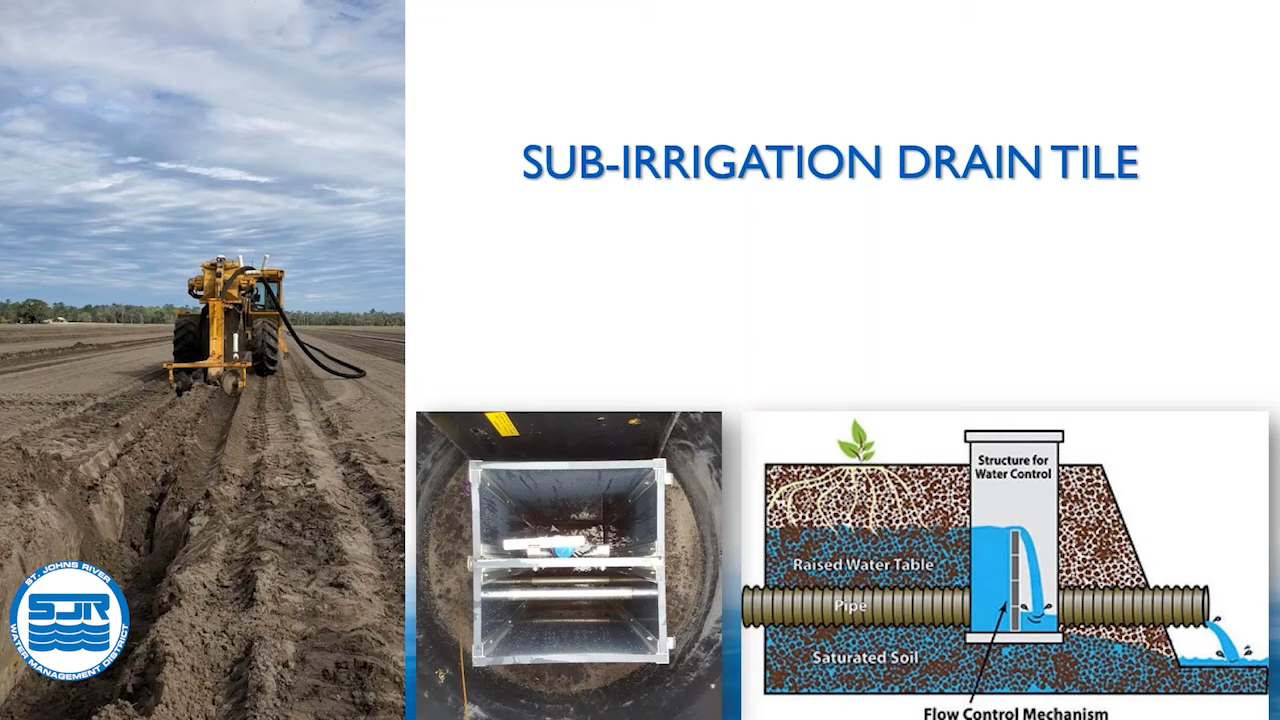 SUB-IRRIGATION DRAIN TILE
Structure for
Water Control
Raised Water Table
Pipe
Saturated Soil
Flow Control Mechanism
ST. JOHNS RIVER
SJR
WATER MANAGEMENT DISTRICT